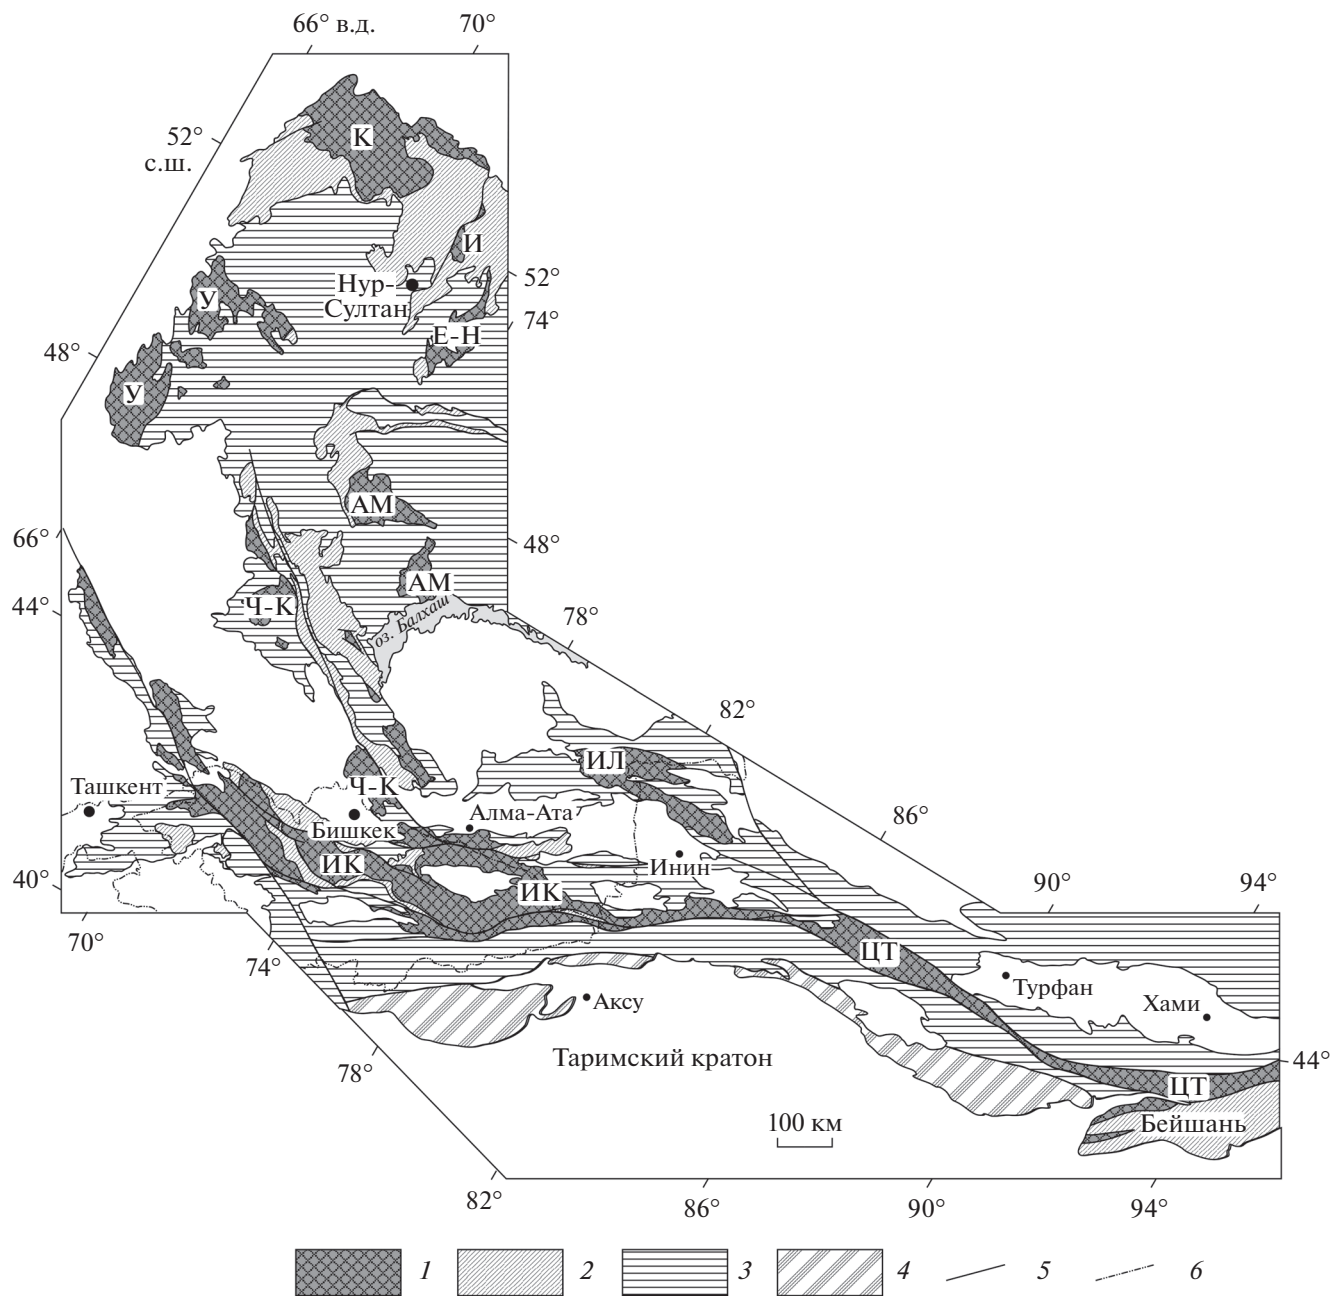 66° в.д.
70°
52°
с.ш.
К
И
52°
Нур-
Султан
У
74°
Е-Н
48°
У
АМ
66°
48°
АМ
44°
Ч-К
оз. Балхаш
78°
82°
ИЛ
Ташкент
Ч-К
Алма-Ата
86°
Бишкек
ИК
Инин
40°
ИК
90°
94°
70°
ЦТ
74°
Турфан
Аксу
Хами
Таримский кратон
44°
78°
ЦТ
100 км
Бейшань
82°
86°
90°
94°
1
2
3
4
5
6